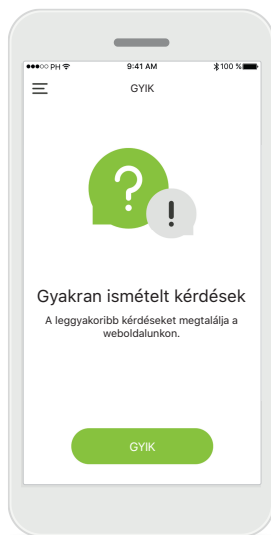 ●●●○○ PH 9:41 AM 100 %
GYIK
?
!
Gyakran ismételt kérdések
A leggyakoribb kérdéseket megtalálja a
weboldalunkon.
GYIK